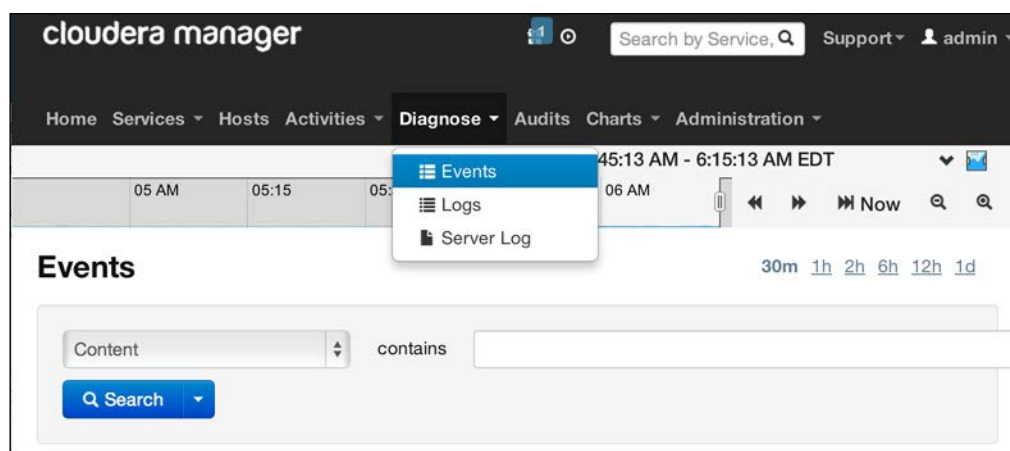 cloudera manager
1
Search by Service,
Support
admin
Home Services Hosts Activities Diagnose Audits Charts Administration
45:13 AM - 6:15:13 AM EDT
05 AM 05:15 05: 06 AM
Now
Events
Logs
Server Log
Events
30m 1h 2h 6h 12h 1d
Content contains
Search